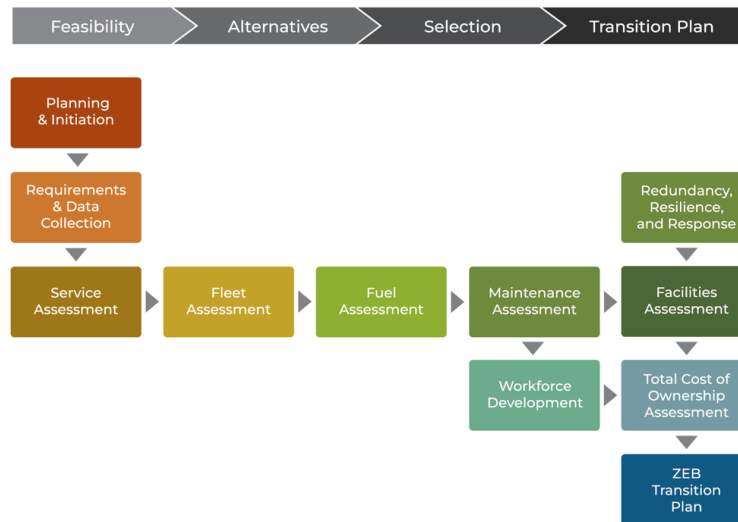 Feasibility
Alternatives
Selection
Transition Plan
Planning
& Initiation
Requirements
& Data
Collection
Redundancy,
Resilience,
and Response
Service
Assessment
Fleet
Assessment
Fuel
Assessment
Maintenance
Assessment
Facilities
Assessment
Workforce
Development
Total Cost of
Ownership
Assessment
ZEB
Transition
Plan